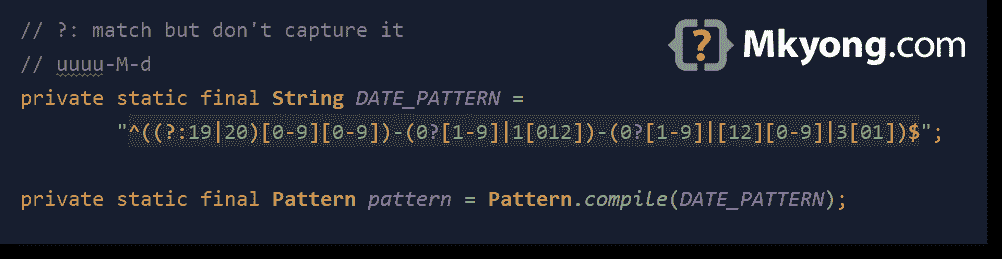 // ?: match but don't capture it
{?} Mkyong.com
// uuuu-M-d
private static final String DATE_PATTERN =
"^((?:19|20)[0-9][0-9])-(0?[1-9]|1[012])-(0?[1-9]|[12][0-9]|3[01])$";
private static final Pattern pattern = Pattern.compile(DATE_PATTERN);